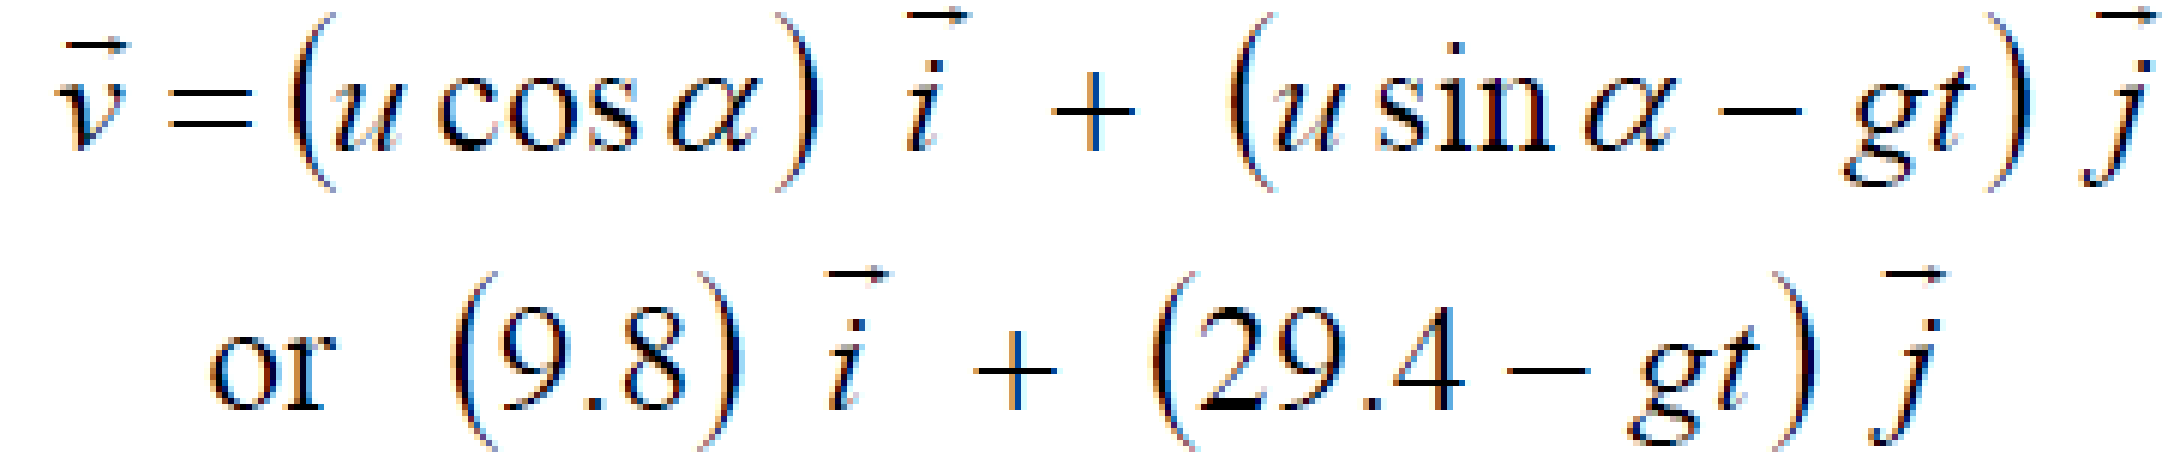 v⃗ = (u cos α) i⃗ + (u sin α − gt) j⃗
or (9.8) i⃗ + (29.4 − gt) j⃗